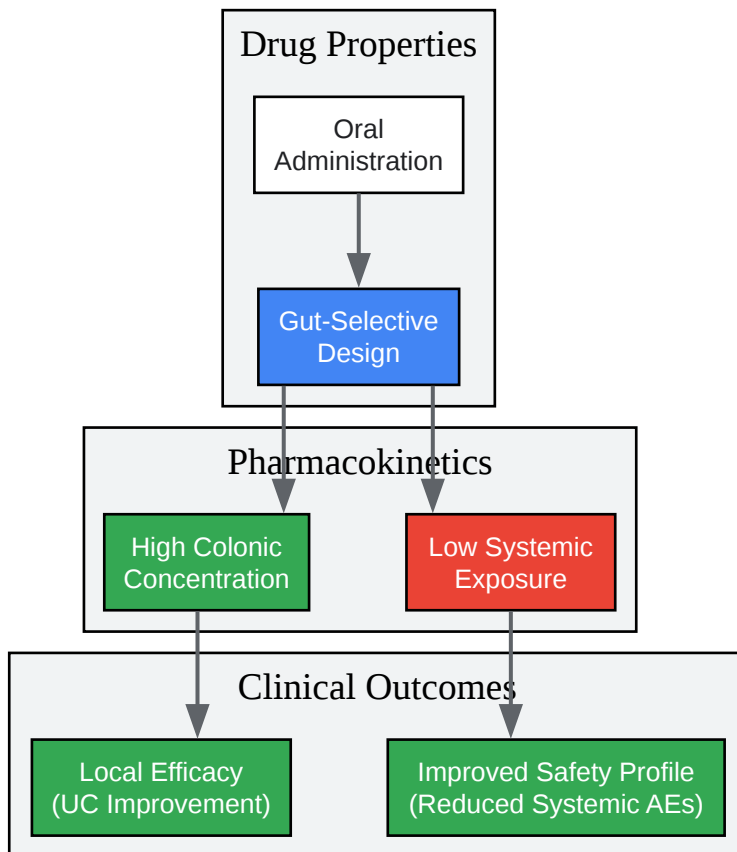 Drug Properties
Oral
Administration
Gut-Selective
Design
Pharmacokinetics
High Colonic
Concentration
Low Systemic
Exposure
Clinical Outcomes
Local Efficacy
(UC Improvement)
Improved Safety Profile
(Reduced Systemic AEs)